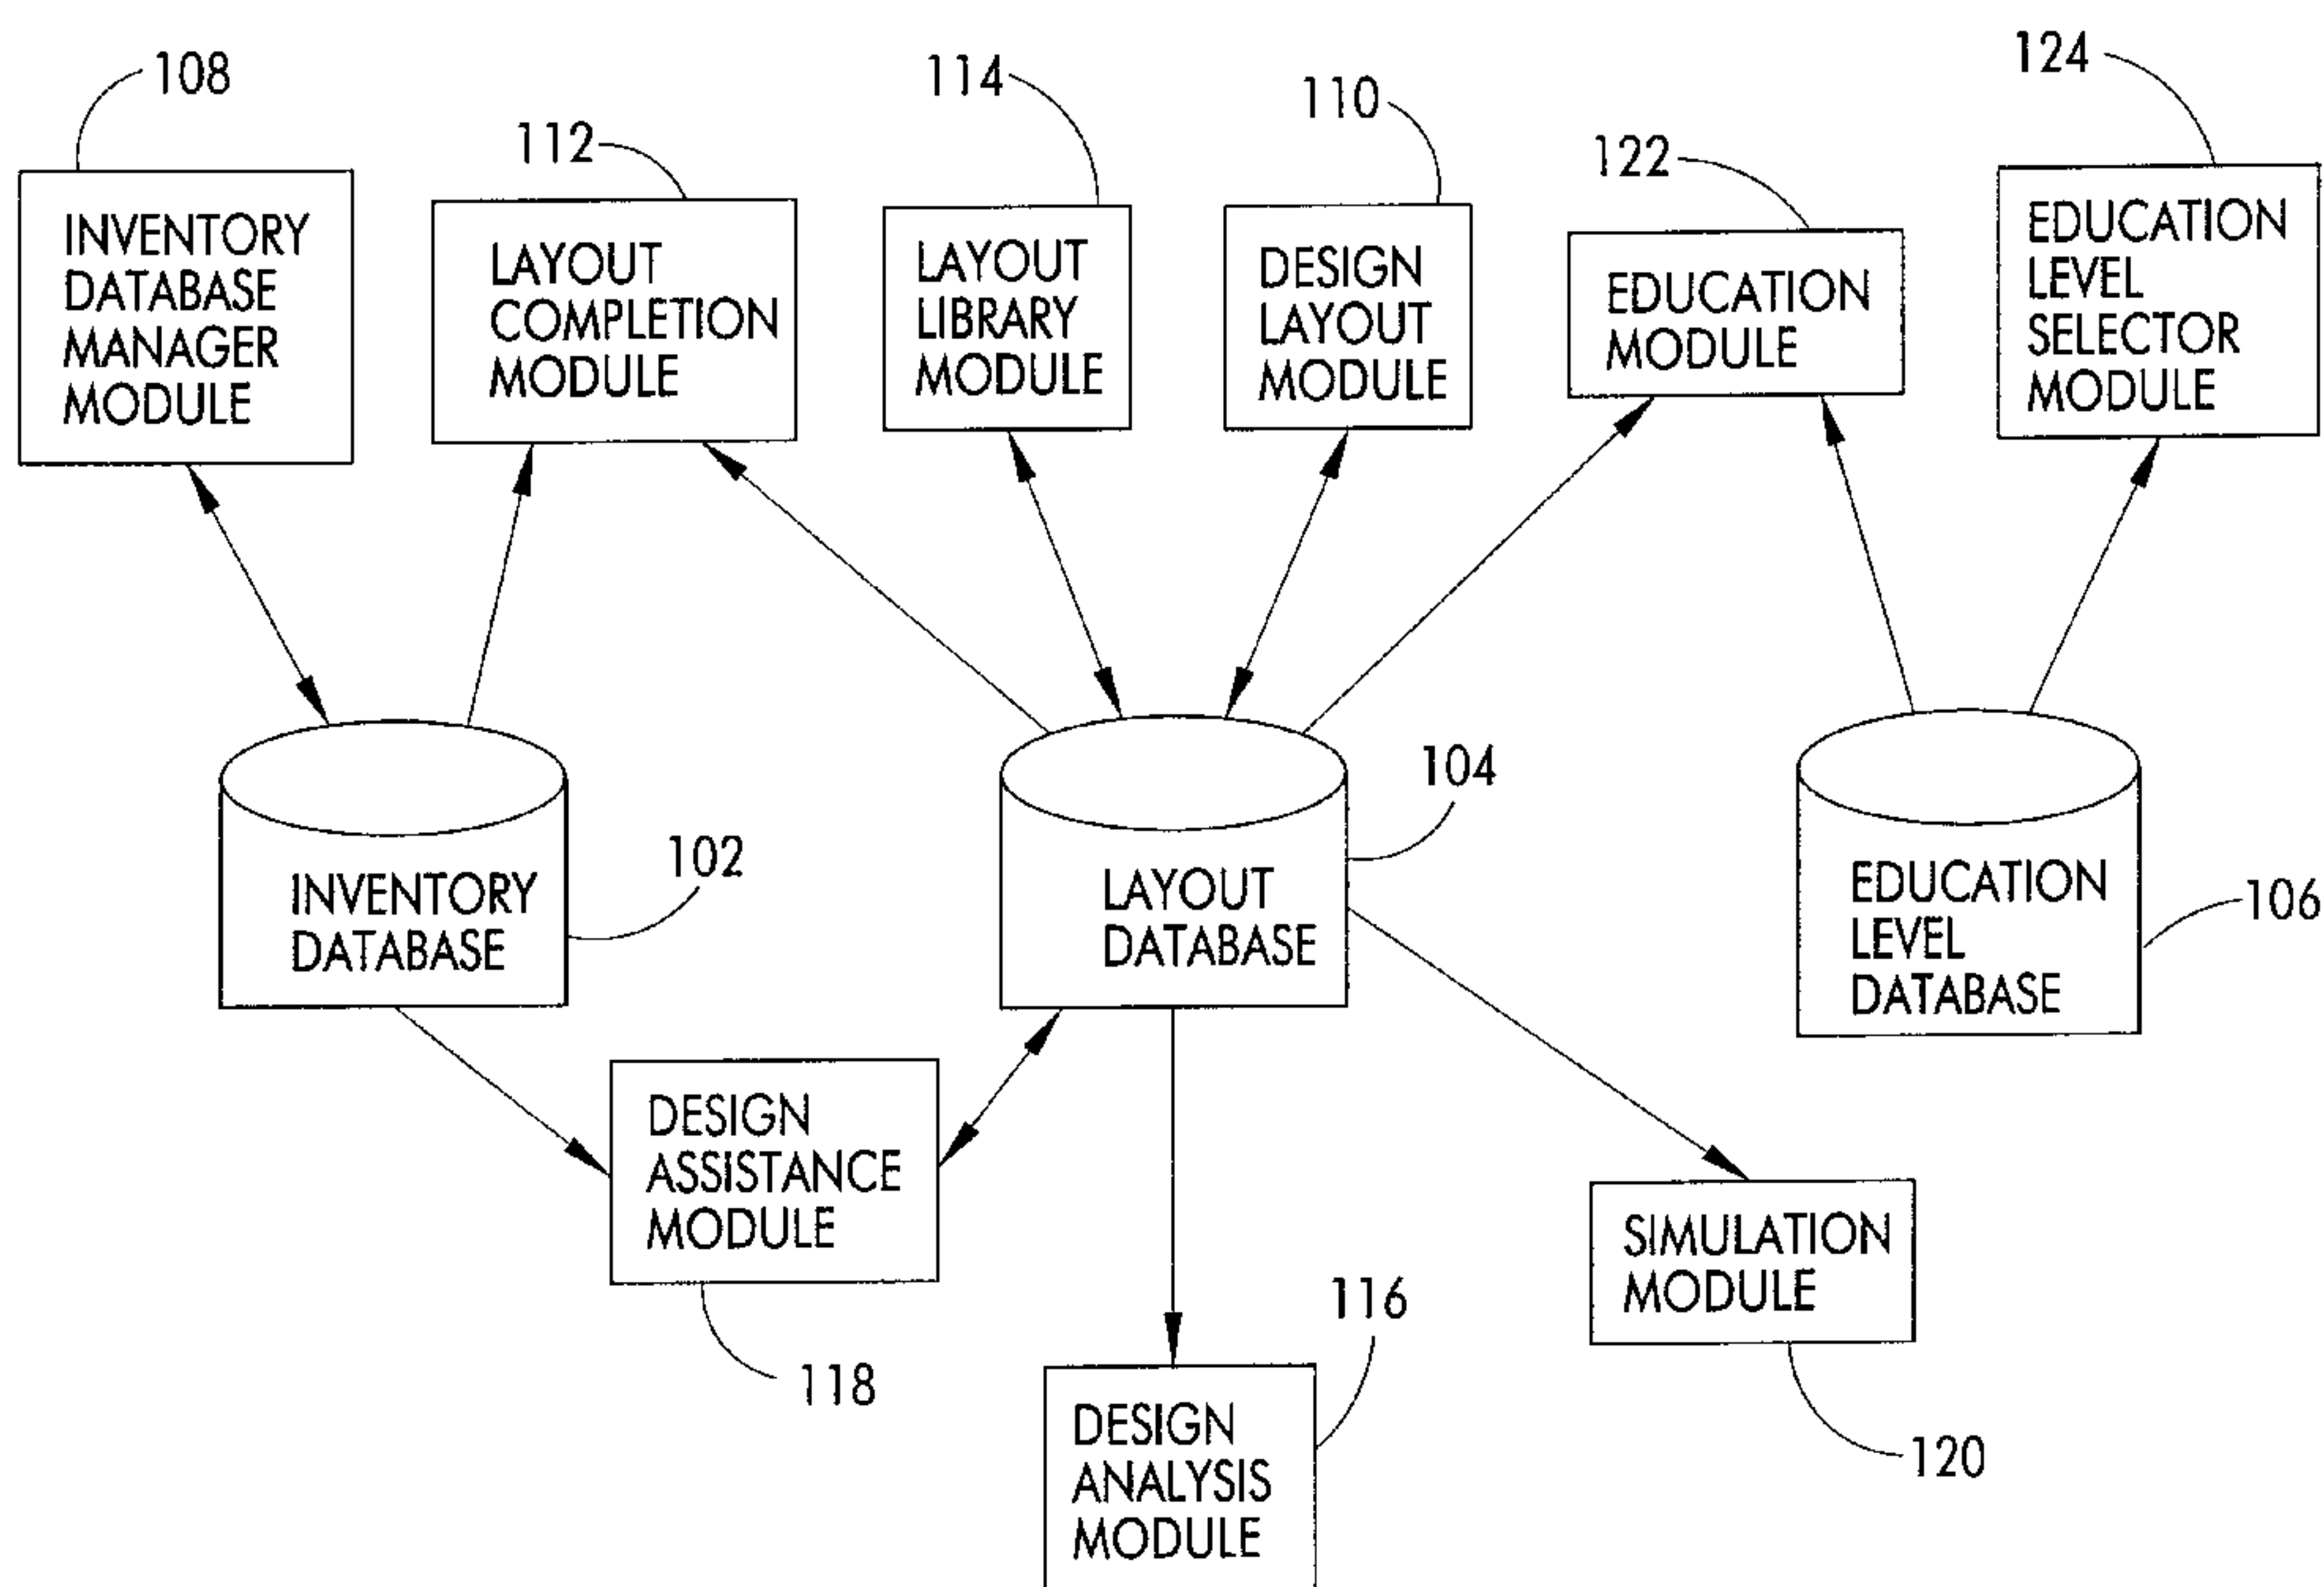 108
112
114
110
122
124
INVENTORY
DATABASE
MANAGER
MODULE
LAYOUT
COMPLETION
MODULE
LAYOUT
LIBRARY
MODULE
DESIGN
LAYOUT
MODULE
EDUCATION
MODULE
EDUCATION
LEVEL
SELECTOR
MODULE
INVENTORY
DATABASE
102
LAYOUT
DATABASE
104
EDUCATION
LEVEL
DATABASE
106
DESIGN
ASSISTANCE
MODULE
118
DESIGN
ANALYSIS
MODULE
116
SIMULATION
MODULE
120